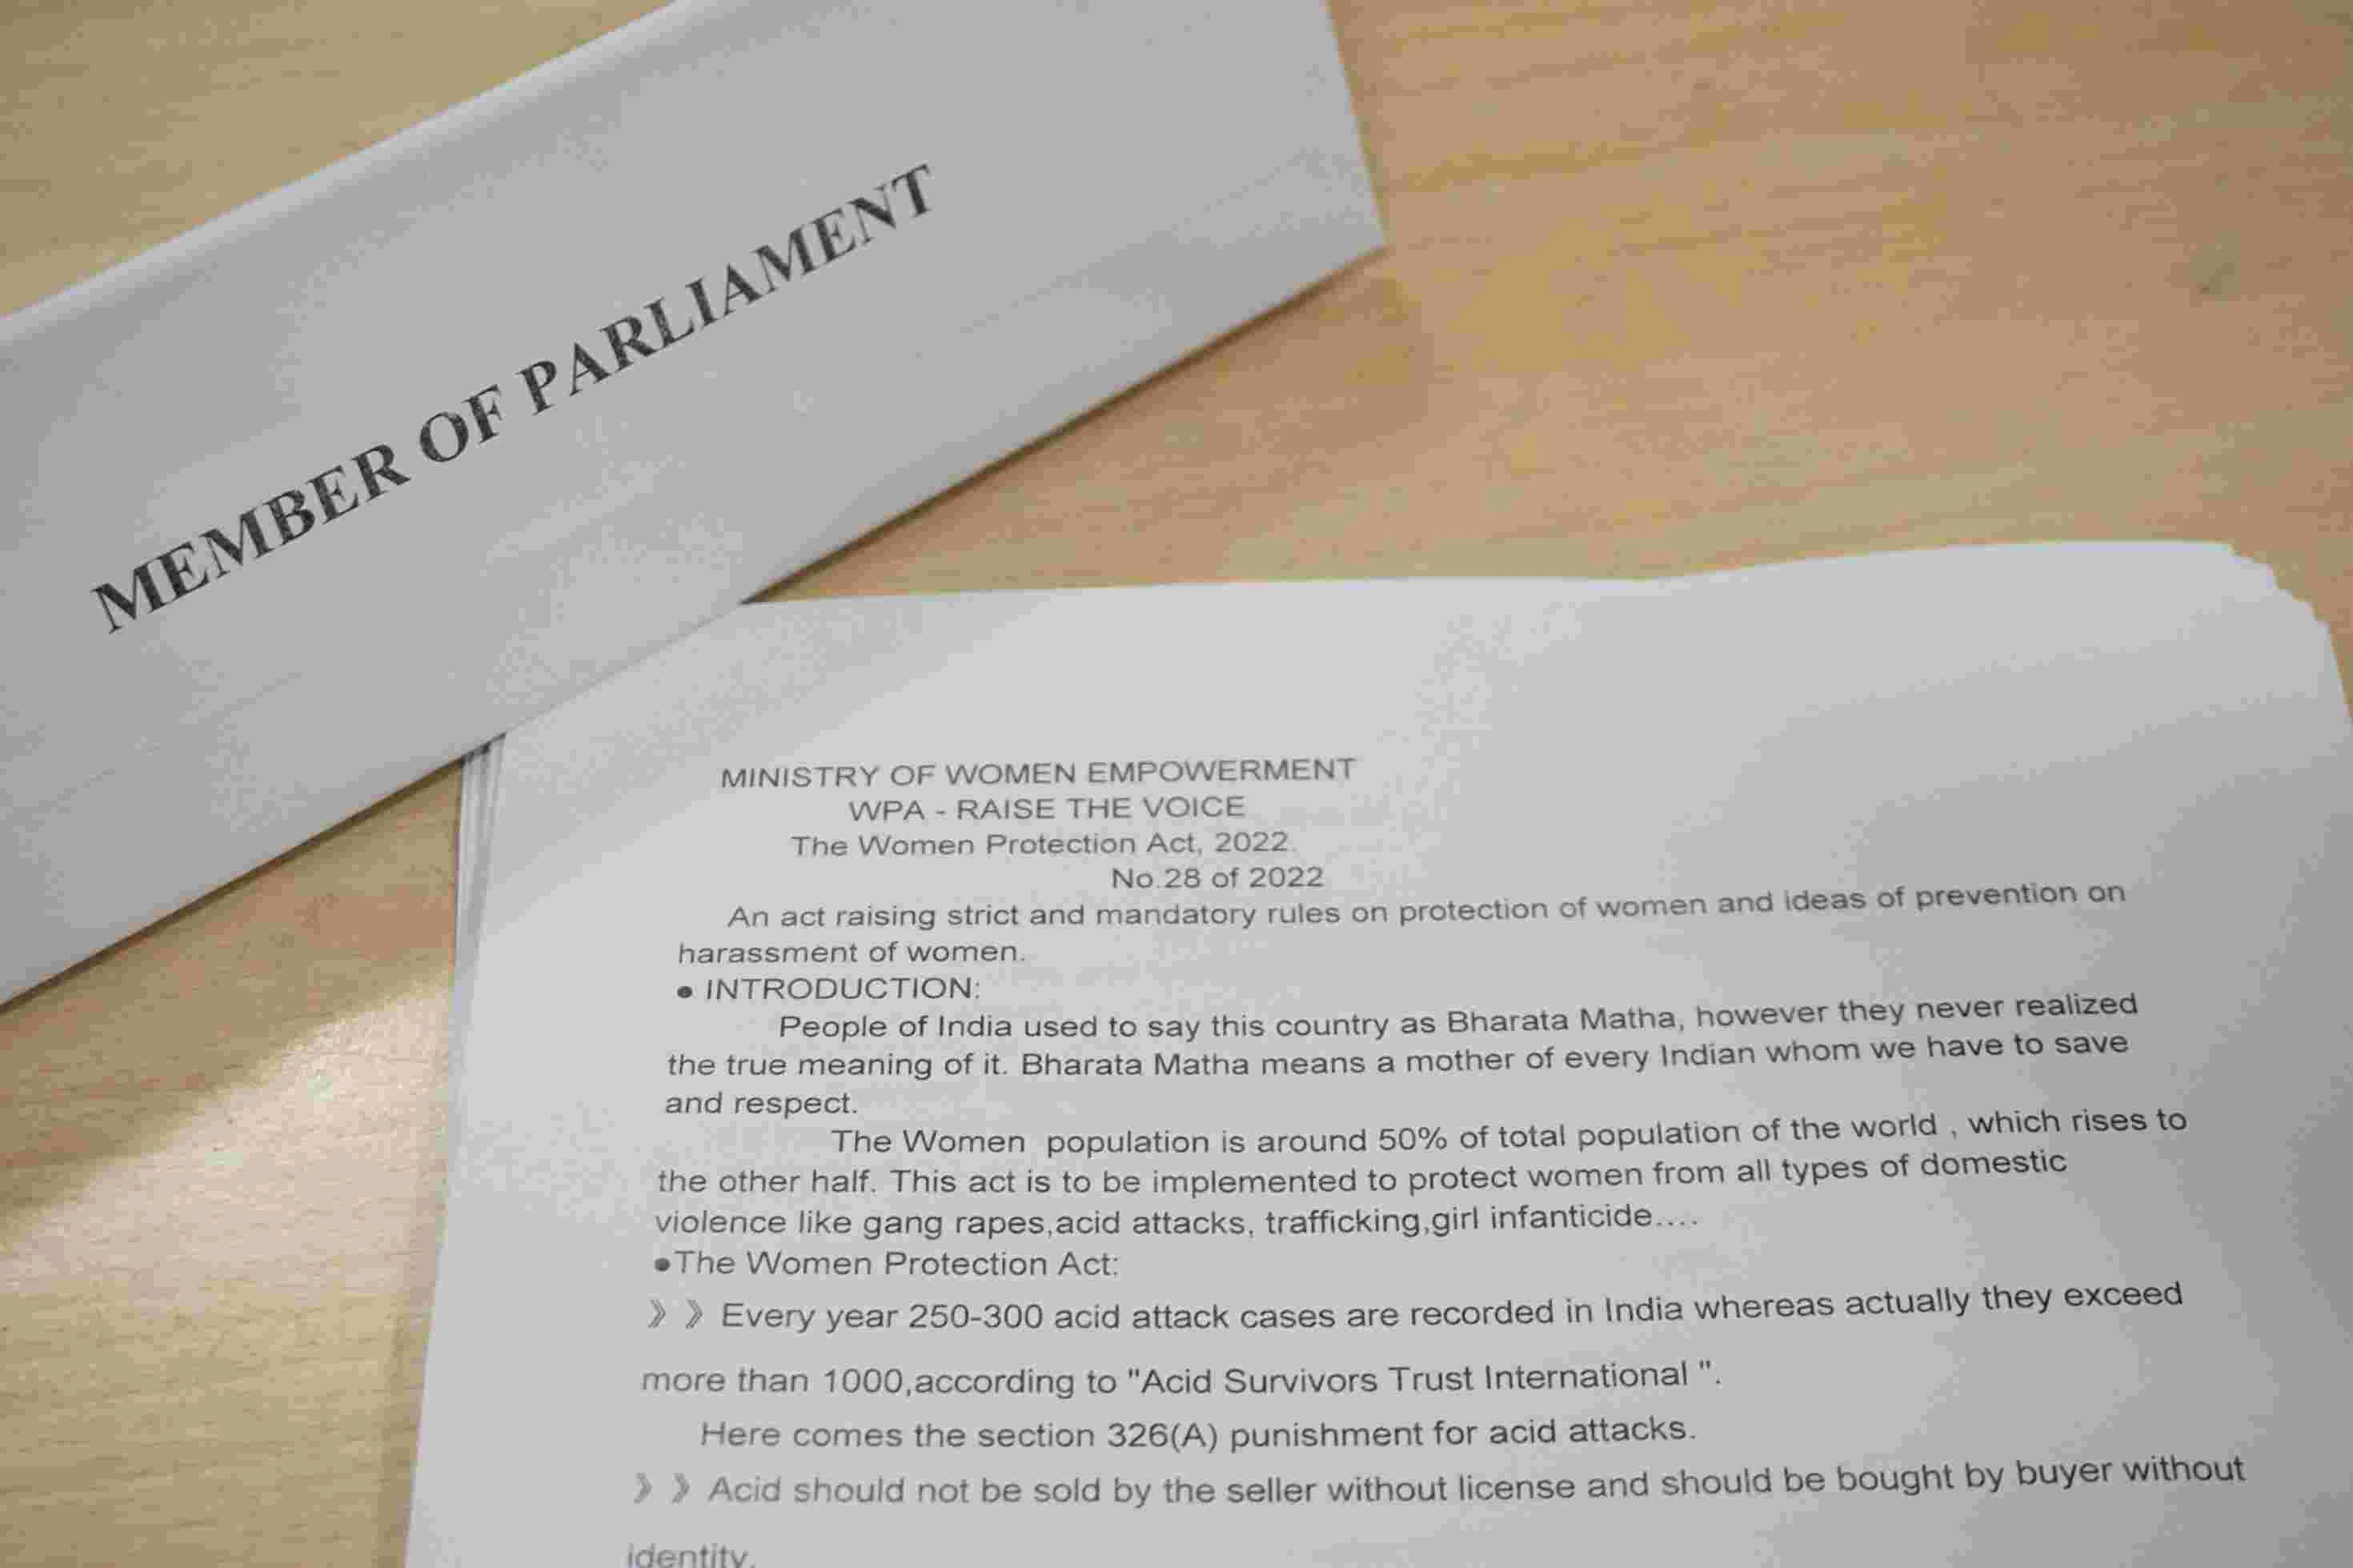 MEMBER OF PARLIAMENT
MINISTRY OF WOMEN EMPOWERMENT
WPA - RAISE THE VOICE
The Women Protection Act, 2022.
No.28 of 2022
An act raising strict and mandatory rules on protection of women and ideas of prevention on
harassment of women.
• INTRODUCTION:
People of India used to say this country as Bharata Matha, however they never realized
the true meaning of it. Bharata Matha means a mother of every Indian whom we have to save
and respect.
The Women population is around 50% of total population of the world , which rises to
the other half. This act is to be implemented to protect women from all types of domestic
violence like gang rapes,acid attacks, trafficking,girl infanticide....
•The Women Protection Act:
》 》 Every year 250-300 acid attack cases are recorded in India whereas actually they exceed
more than 1000,according to "Acid Survivors Trust International ".
Here comes the section 326(A) punishment for acid attacks.
》 》 Acid should not be sold by the seller without license and should be bought by buyer without
identity.